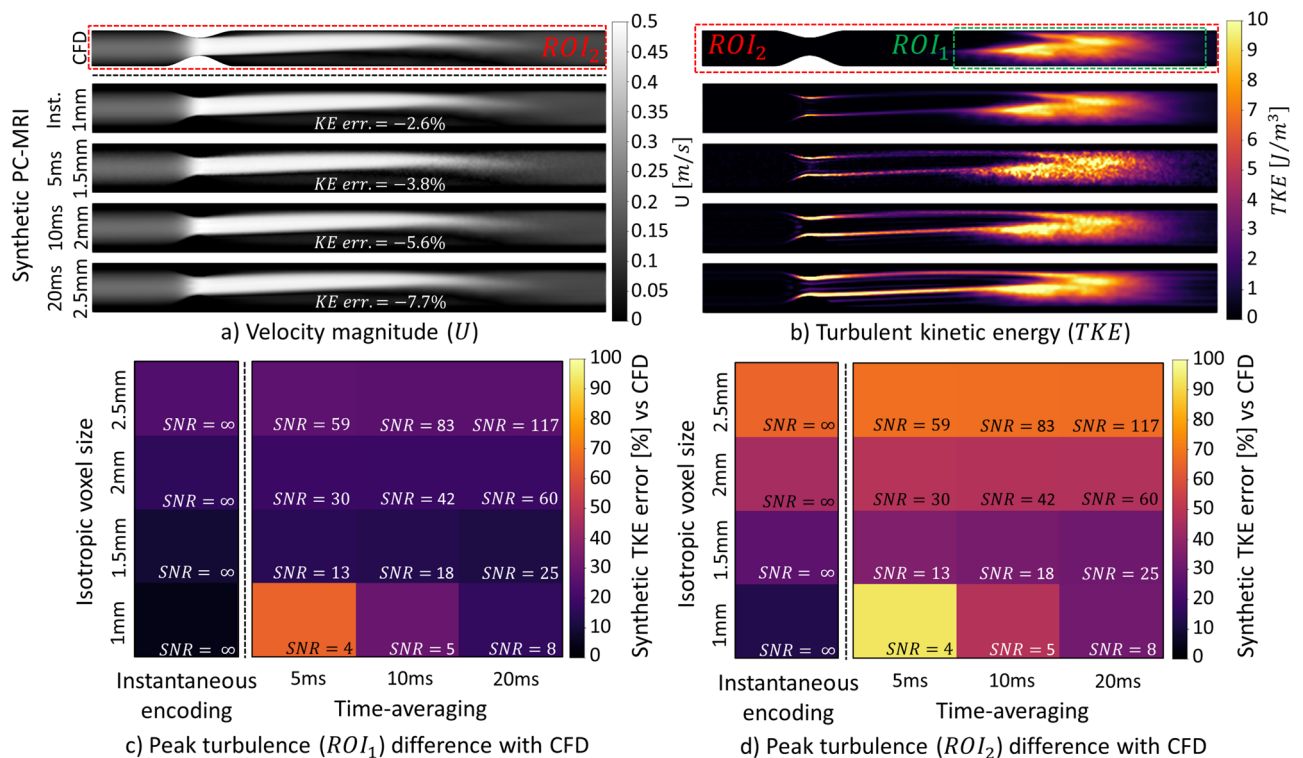 Synthetic PC-MRI
CFD
Inst.
1mm
5ms
1.5mm
10ms
2mm
20ms
2.5mm
ROI₂
KE err. = −2.6%
KE err. = −3.8%
KE err. = −5.6%
KE err. = −7.7%
0.5
0.45
0.4
0.35
0.3
0.25
0.2
0.15
0.1
0.05
0
U [m/s]
a) Velocity magnitude (U)
ROI₂
ROI₁
10
9
8
7
6
5
4
3
2
1
0
TKE [J/m³]
b) Turbulent kinetic energy (TKE)
Isotropic voxel size
2.5mm
2mm
1.5mm
1mm
SNR = ∞
SNR = 59
SNR = 83
SNR = 117
SNR = ∞
SNR = 30
SNR = 42
SNR = 60
SNR = ∞
SNR = 13
SNR = 18
SNR = 25
SNR = ∞
SNR = 4
SNR = 5
SNR = 8
Instantaneous
encoding
5ms
10ms
20ms
Time-averaging
100
90
80
70
60
50
40
30
20
10
0
Synthetic TKE error [%] vs CFD
c) Peak turbulence (ROI₁) difference with CFD
Isotropic voxel size
2.5mm
2mm
1.5mm
1mm
SNR = ∞
SNR = 59
SNR = 83
SNR = 117
SNR = ∞
SNR = 30
SNR = 42
SNR = 60
SNR = ∞
SNR = 13
SNR = 18
SNR = 25
SNR = ∞
SNR = 4
SNR = 5
SNR = 8
Instantaneous
encoding
5ms
10ms
20ms
Time-averaging
100
90
80
70
60
50
40
30
20
10
0
Synthetic TKE error [%] vs CFD
d) Peak turbulence (ROI₂) difference with CFD